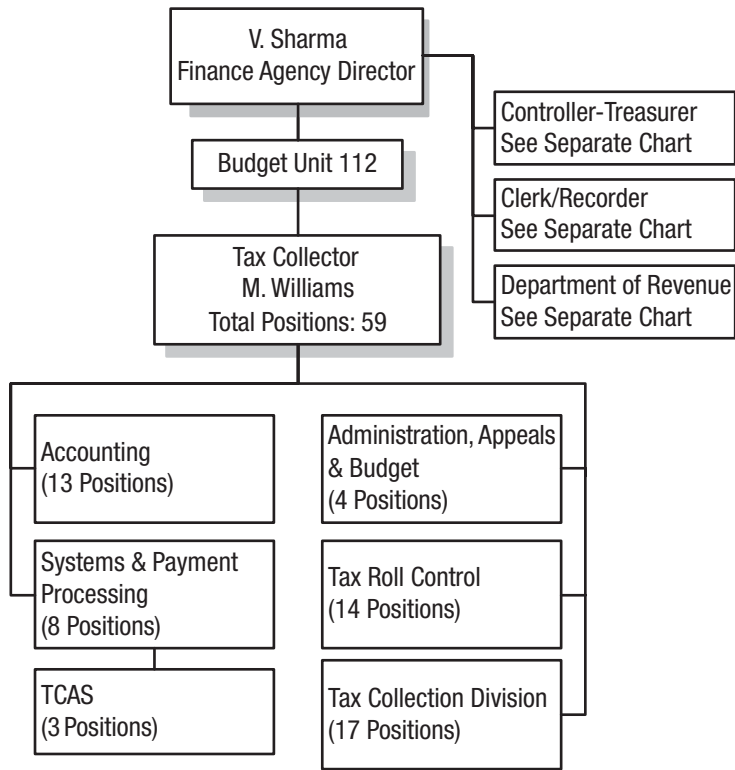 V. Sharma
Finance Agency Director
Controller-Treasurer
See Separate Chart
Budget Unit 112
Clerk/Recorder
See Separate Chart
Tax Collector
M. Williams
Total Positions: 59
Department of Revenue
See Separate Chart
Accounting
(13 Positions)
Administration, Appeals
& Budget
(4 Positions)
Systems & Payment
Processing
(8 Positions)
Tax Roll Control
(14 Positions)
TCAS
(3 Positions)
Tax Collection Division
(17 Positions)